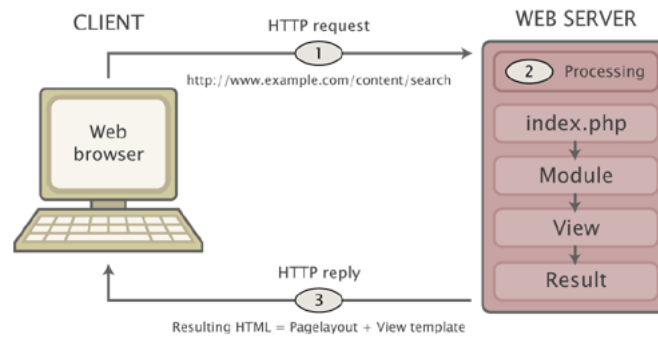 CLIENT
HTTP request
1
http://www.example.com/content/search
WEB SERVER
2 Processing
index.php
Module
View
Result
Web
browser
HTTP reply
3
Resulting HTML = Pagelayout + View template